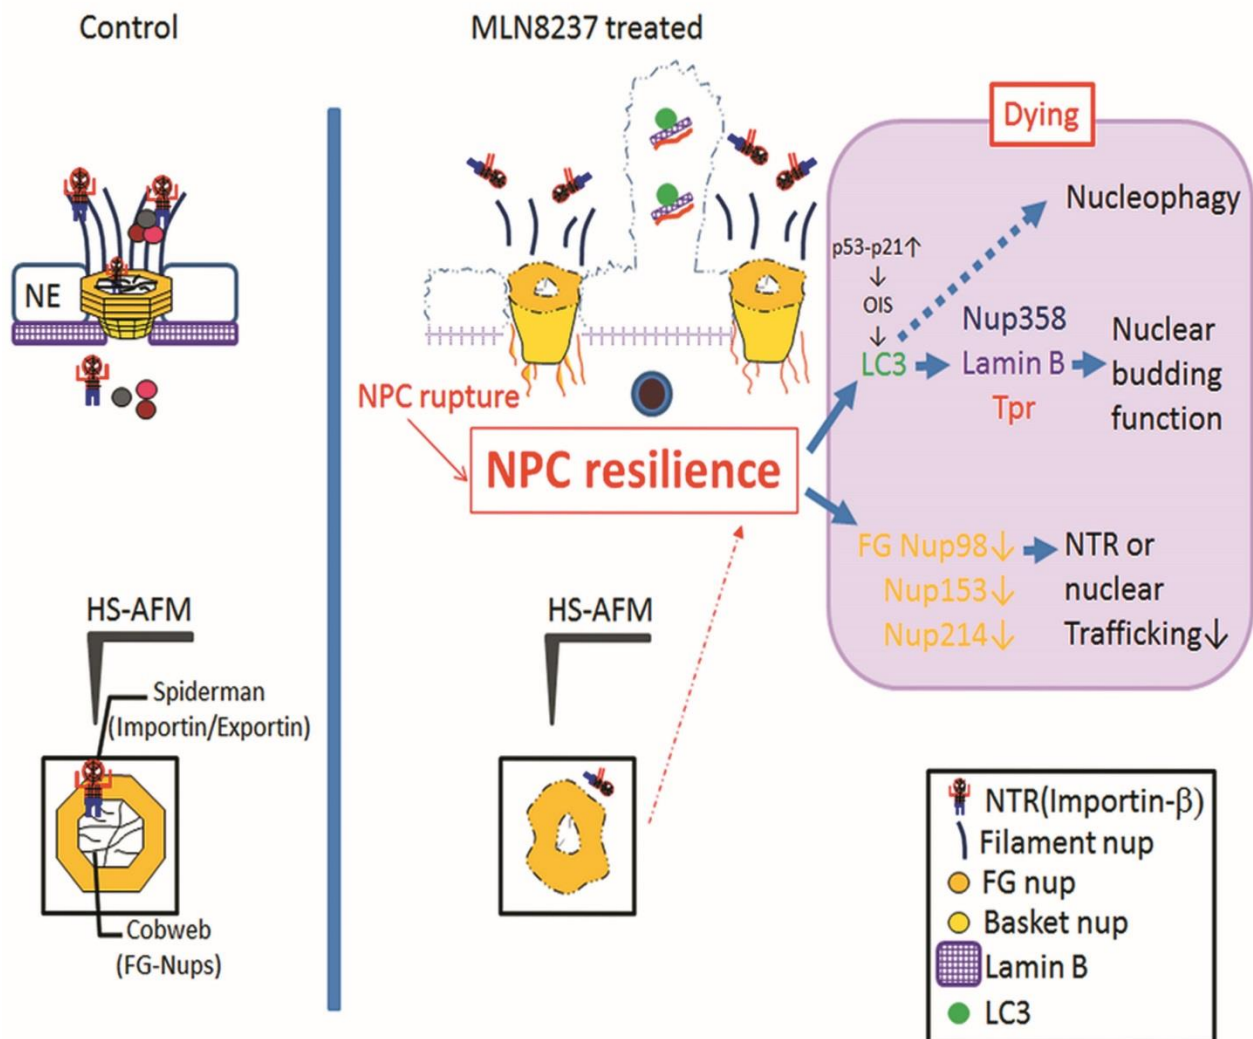 Control
MLN8237 treated
NE
NPC rupture
NPC resilience
Dying
Nucleophagy
p53-p21↑
↓
OIS
↓
LC3
Nup358
Lamin B
Tpr
Nuclear
budding
function
FG Nup98↓
Nup153↓
Nup214↓
NTR or
nuclear
Trafficking↓
HS-AFM
Spiderman
(Importin/Exportin)
Cobweb
(FG-Nups)
HS-AFM
NTR(Importin-β)
Filament nup
FG nup
Basket nup
Lamin B
LC3